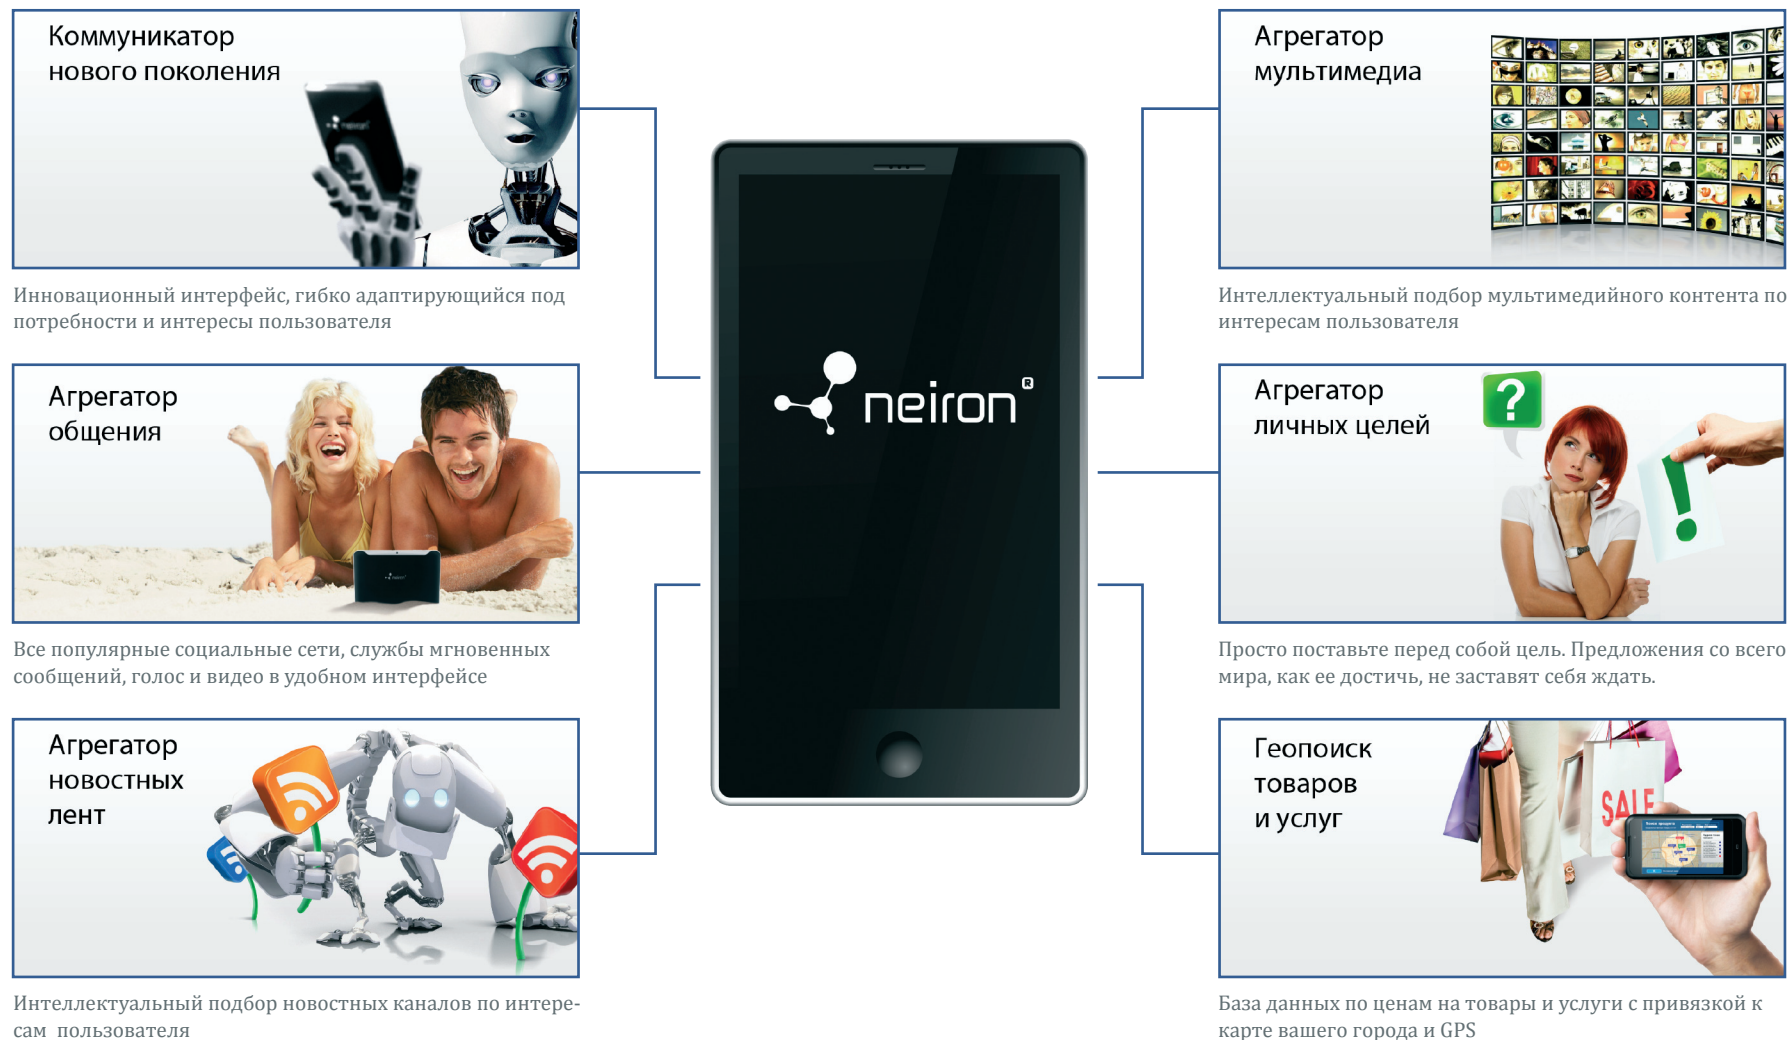 Коммуникатор
нового поколения
neiron
Инновационный интерфейс, гибко адаптирующийся под
потребности и интересы пользователя
Агрегатор
общения
neiron
Все популярные социальные сети, службы мгновенных
сообщений, голос и видео в удобном интерфейсе
Агрегатор
новостных
лент
Интеллектуальный подбор новостных каналов по интере-
сам пользователя
neiron®
Агрегатор
мультимедиа
Интеллектуальный подбор мультимедийного контента по
интересам пользователя
Агрегатор
личных целей
?
!
Просто поставьте перед собой цель. Предложения со всего
мира, как ее достичь, не заставят себя ждать.
Геопоиск
товаров
и услуг
SALE
База данных по ценам на товары и услуги с привязкой к
карте вашего города и GPS